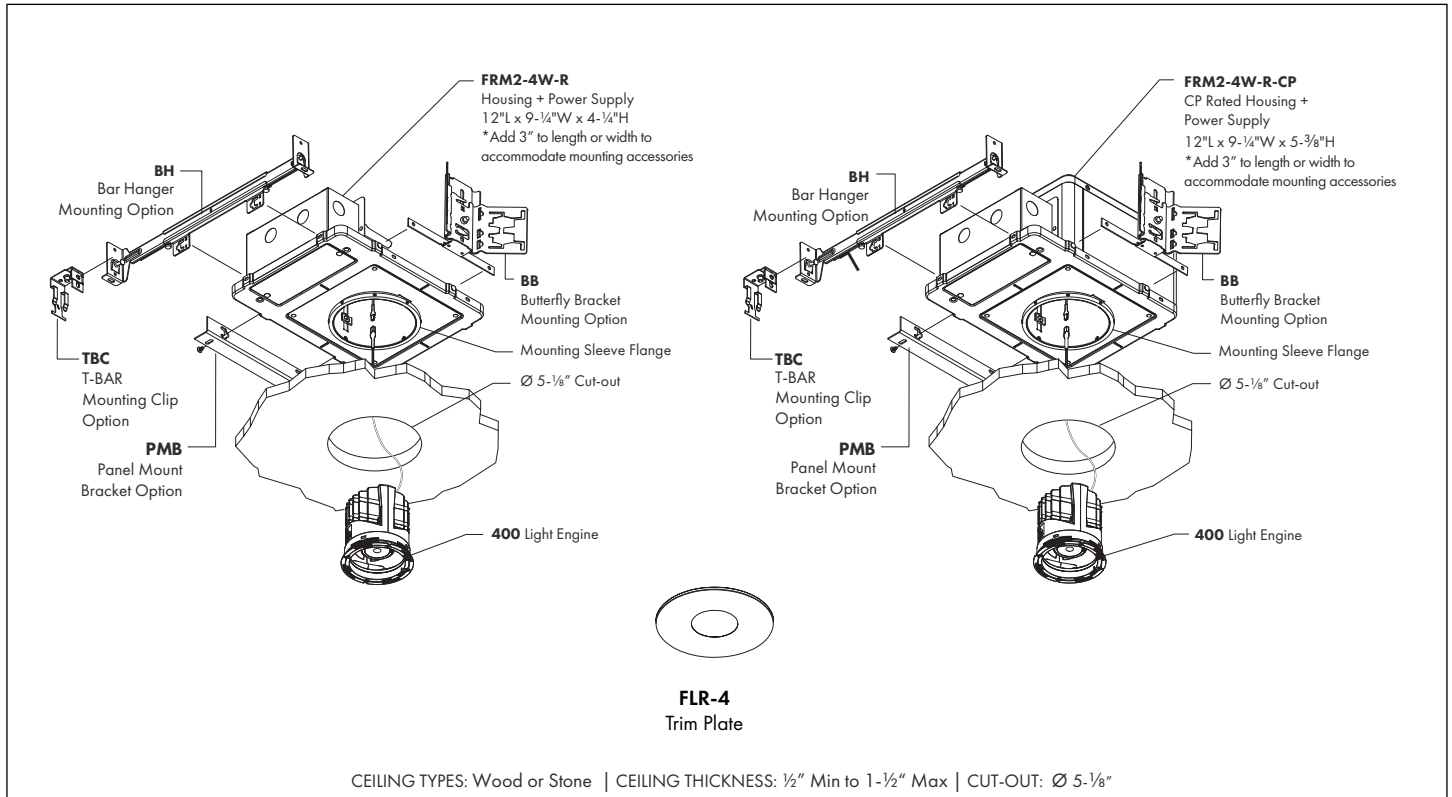 FRM2-4W-R
Housing + Power Supply
12"L x 9-¼"W x 4-¼"H
*Add 3” to length or width to
accommodate mounting accessories
BH
Bar Hanger
Mounting Option
BB
Butterfly Bracket
Mounting Option
Mounting Sleeve Flange
TBC
T-BAR
Mounting Clip
Option
Ø 5-⅛” Cut-out
PMB
Panel Mount
Bracket Option
400 Light Engine
FRM2-4W-R-CP
CP Rated Housing +
Power Supply
12"L x 9-¼"W x 5-⅜"H
*Add 3” to length or width to
accommodate mounting accessories
BH
Bar Hanger
Mounting Option
BB
Butterfly Bracket
Mounting Option
Mounting Sleeve Flange
TBC
T-BAR
Mounting Clip
Option
Ø 5-⅛” Cut-out
PMB
Panel Mount
Bracket Option
400 Light Engine
FLR-4
Trim Plate
CEILING TYPES: Wood or Stone | CEILING THICKNESS: ½” Min to 1-½“ Max | CUT-OUT: Ø 5-⅛”